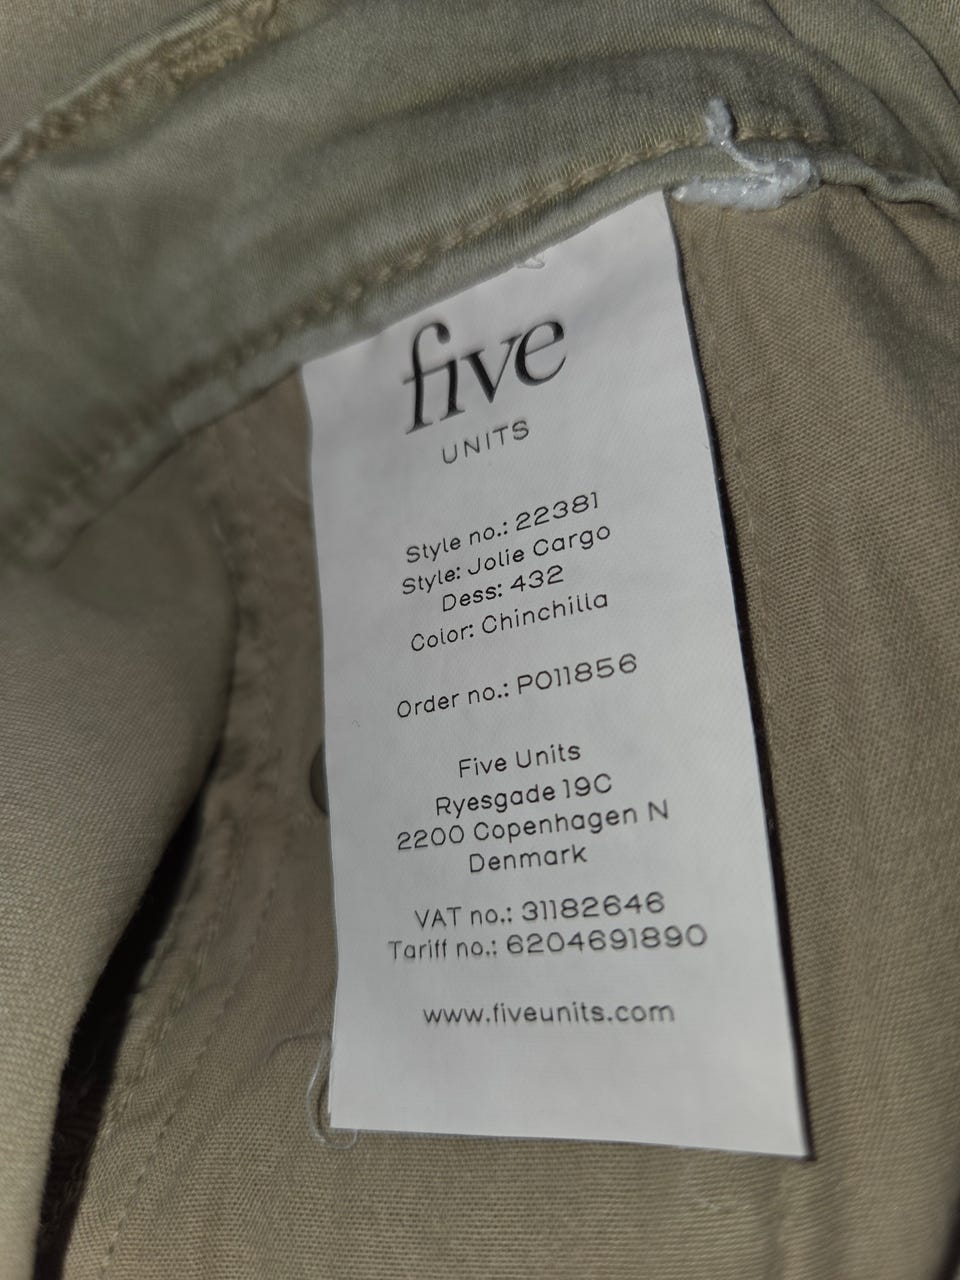 five
UNITS
Style no.: 22381
Style: Jolie Cargo
Dess: 432
Color: Chinchilla
Order no.: PO11856
Five Units
Ryesgade 19C
2200 Copenhagen N
Denmark
VAT no.: 31182646
Tariff no.: 6204691890
www.fiveunits.com